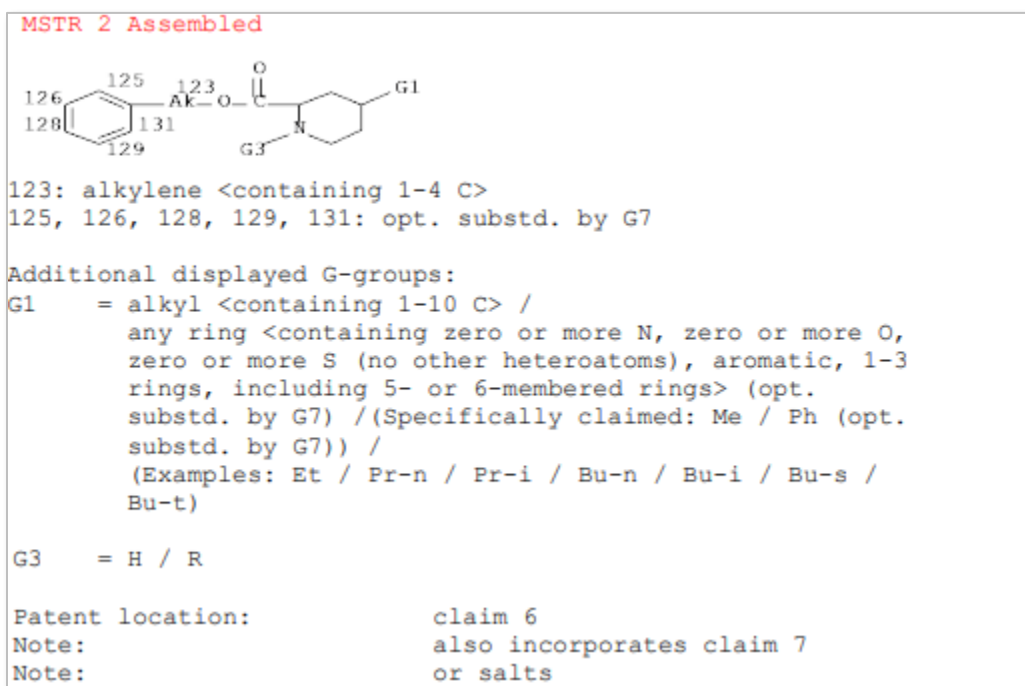 MSTR 2 Assembled
O
125 123 G1
126 Ak O C
128 131 N
129 G3
123: alkylene <containing 1-4 C>
125, 126, 128, 129, 131: opt. substd. by G7
Additional displayed G-groups:
G1 = alkyl <containing 1-10 C> /
any ring <containing zero or more N, zero or more O,
zero or more S (no other heteroatoms), aromatic, 1-3
rings, including 5- or 6-membered rings> (opt.
substd. by G7) /(Specifically claimed: Me / Ph (opt.
substd. by G7)) /
(Examples: Et / Pr-n / Pr-i / Bu-n / Bu-i / Bu-s /
Bu-t)
G3 = H / R
Patent location: claim 6
Note: also incorporates claim 7
Note: or salts